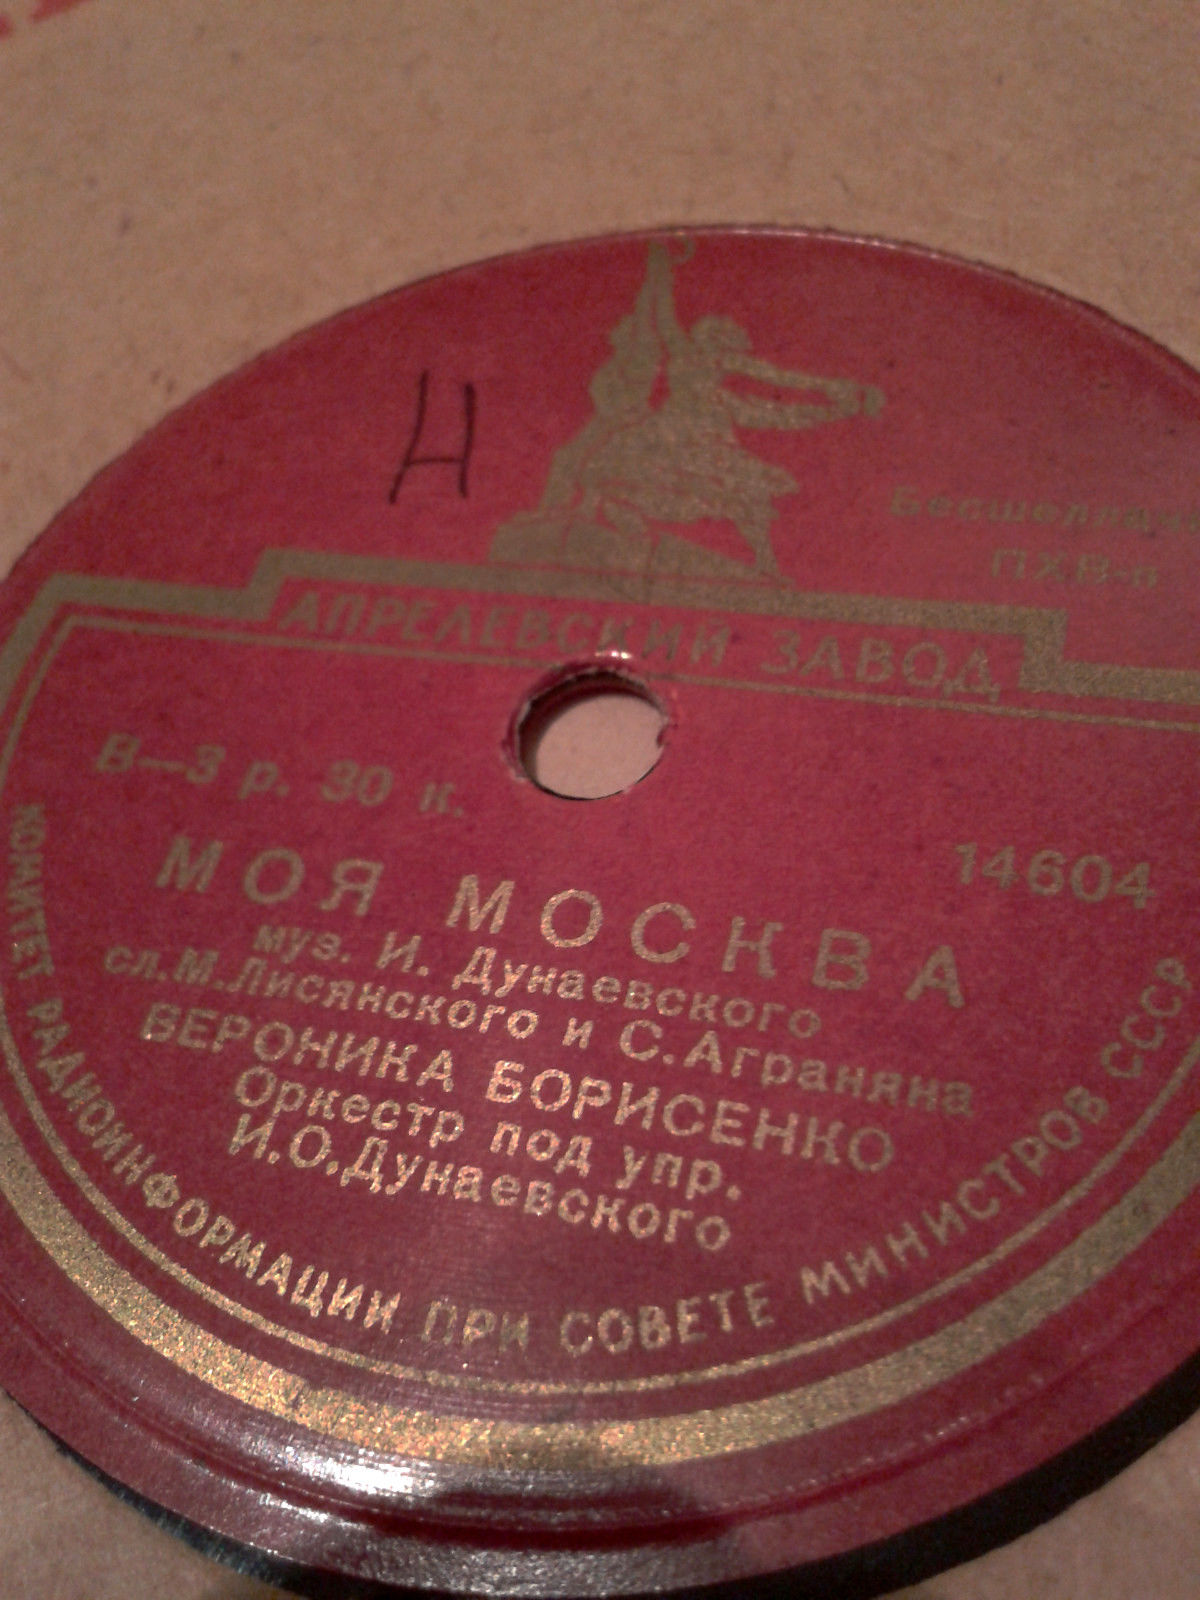 Н
ПХВ-п
АПРЕЛЕВСКИЙ ЗАВОД
В—3 р. 30 к.
14604
МОЯ МОСКВА
муз. И. Дунаевского
сл.М.Лисянского и С.Аграняна
ВЕРОНИКА БОРИСЕНКО
Оркестр под упр.
И.О.Дунаевского
КОМИТЕТ РАДИОИНФОРМАЦИИ ПРИ СОВЕТЕ МИНИСТРОВ СССР